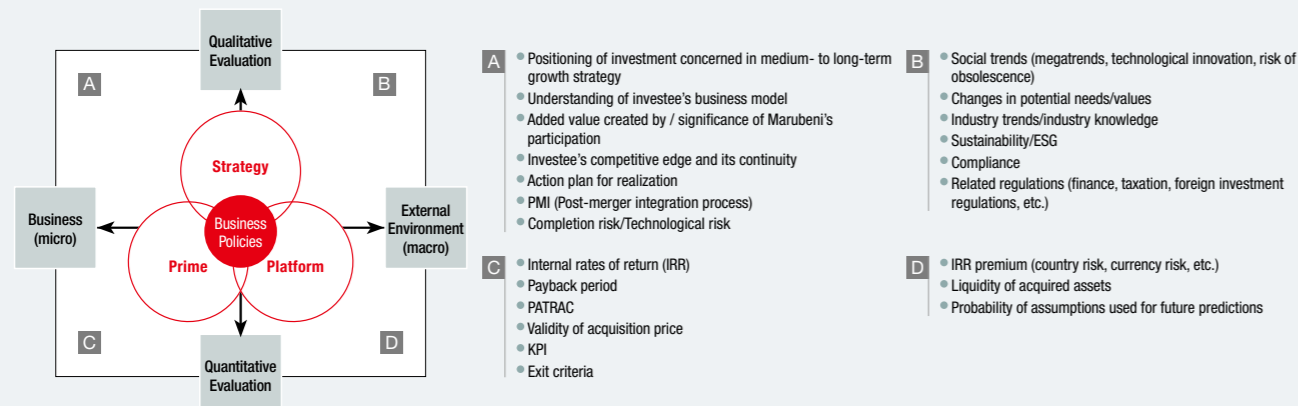 Qualitative
Evaluation
A
B
Strategy
Business
(micro)
Business
Policies
External
Environment
(macro)
Prime
Platform
C
D
Quantitative
Evaluation
A
Positioning of investment concerned in medium- to long-term
growth strategy
Understanding of investee's business model
Added value created by / significance of Marubeni's
participation
Investee's competitive edge and its continuity
Action plan for realization
PMI (Post-merger integration process)
Completion risk/Technological risk
B
Social trends (megatrends, technological innovation, risk of
obsolescence)
Changes in potential needs/values
Industry trends/industry knowledge
Sustainability/ESG
Compliance
Related regulations (finance, taxation, foreign investment
regulations, etc.)
C
Internal rates of return (IRR)
Payback period
PATRAC
Validity of acquisition price
KPI
Exit criteria
D
IRR premium (country risk, currency risk, etc.)
Liquidity of acquired assets
Probability of assumptions used for future predictions